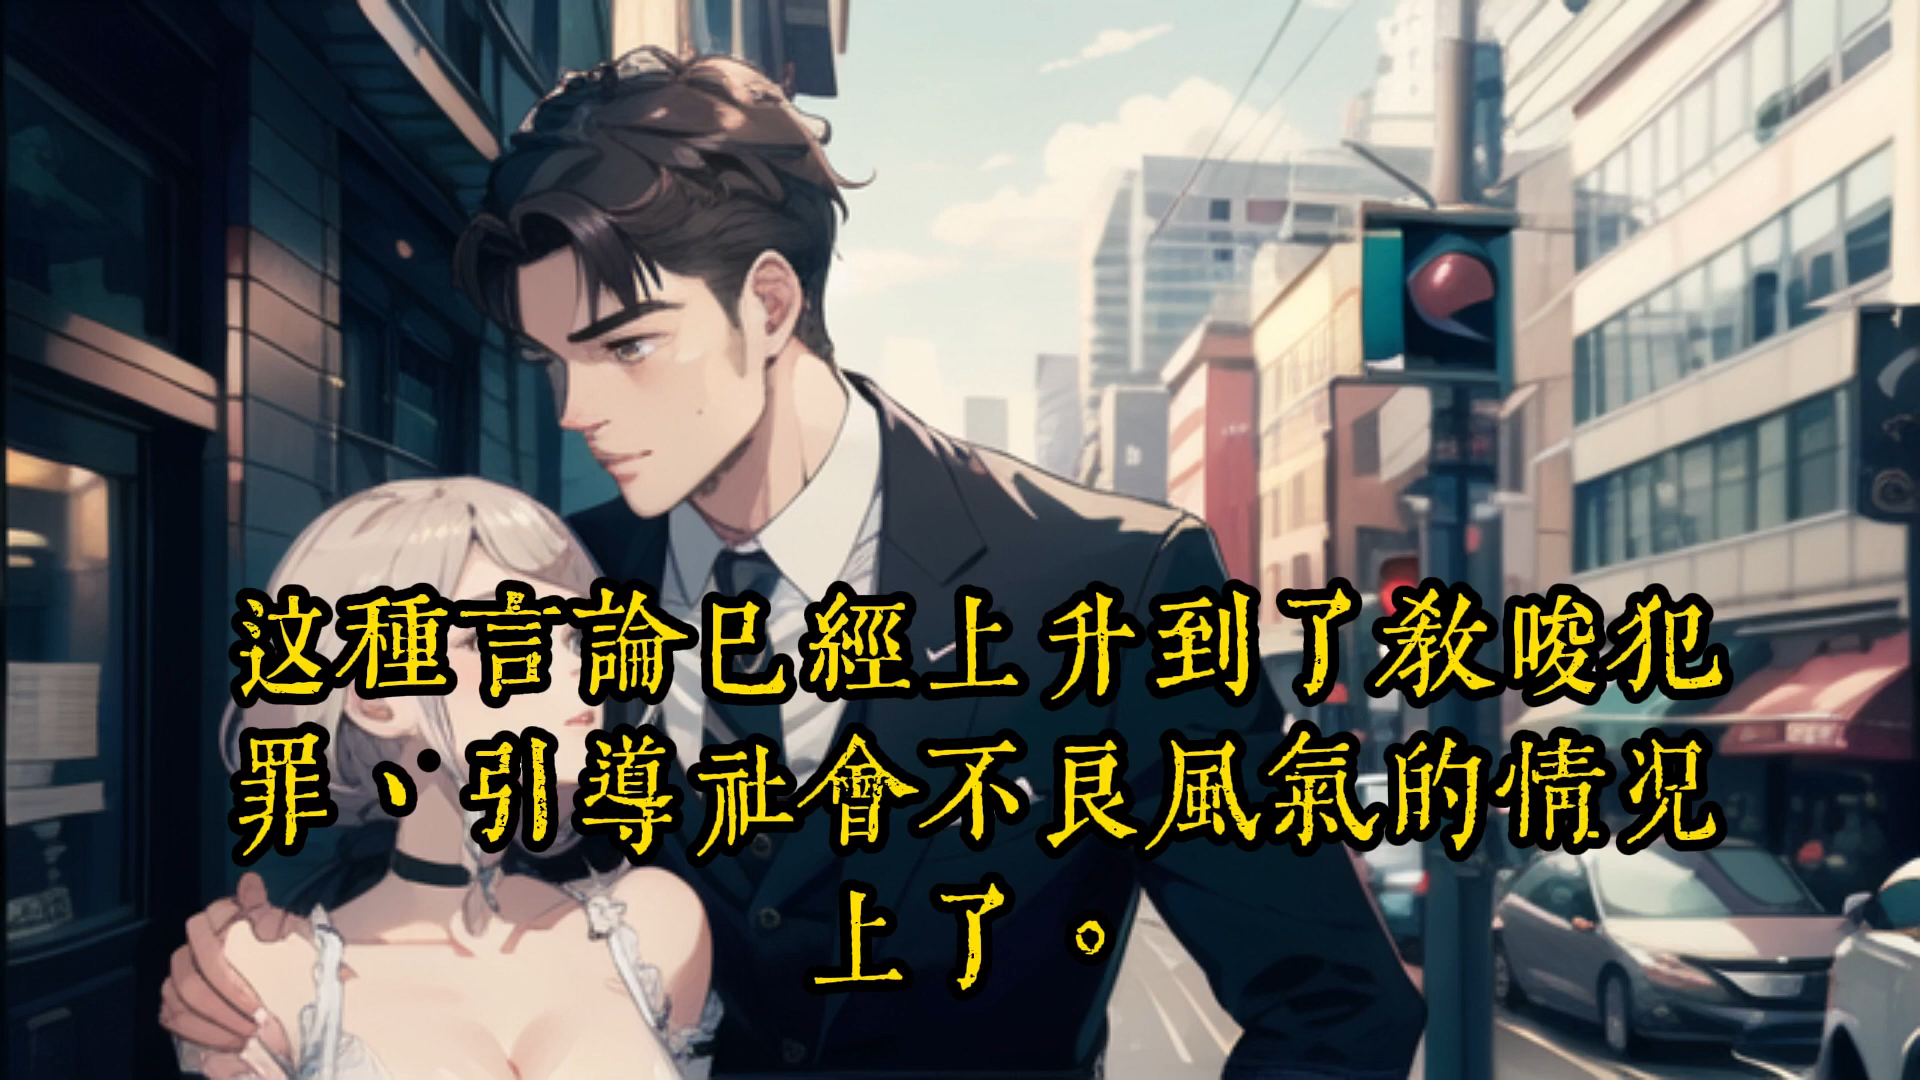 这種言論已經上升到了教唆犯
罪、引導社會不良風氣的情况
上了。